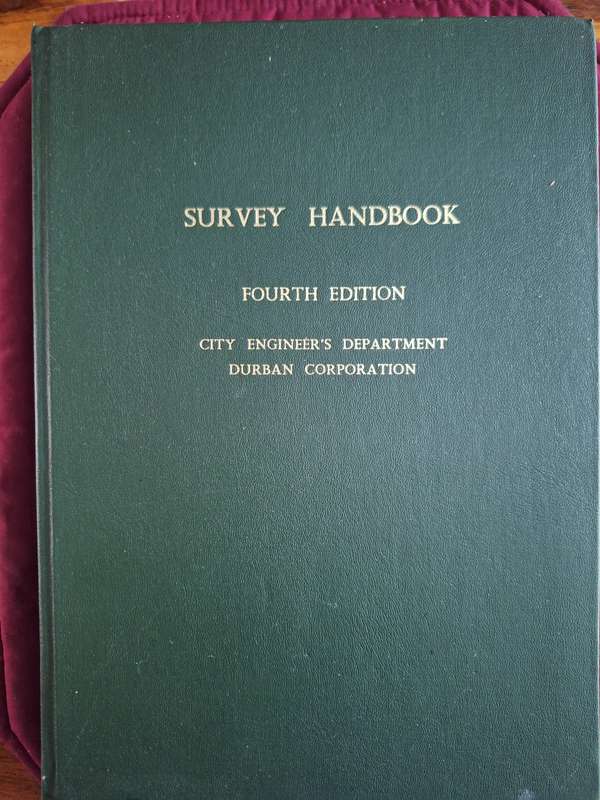 SURVEY HANDBOOK
FOURTH EDITION
CITY ENGINEER'S DEPARTMENT
DURBAN CORPORATION